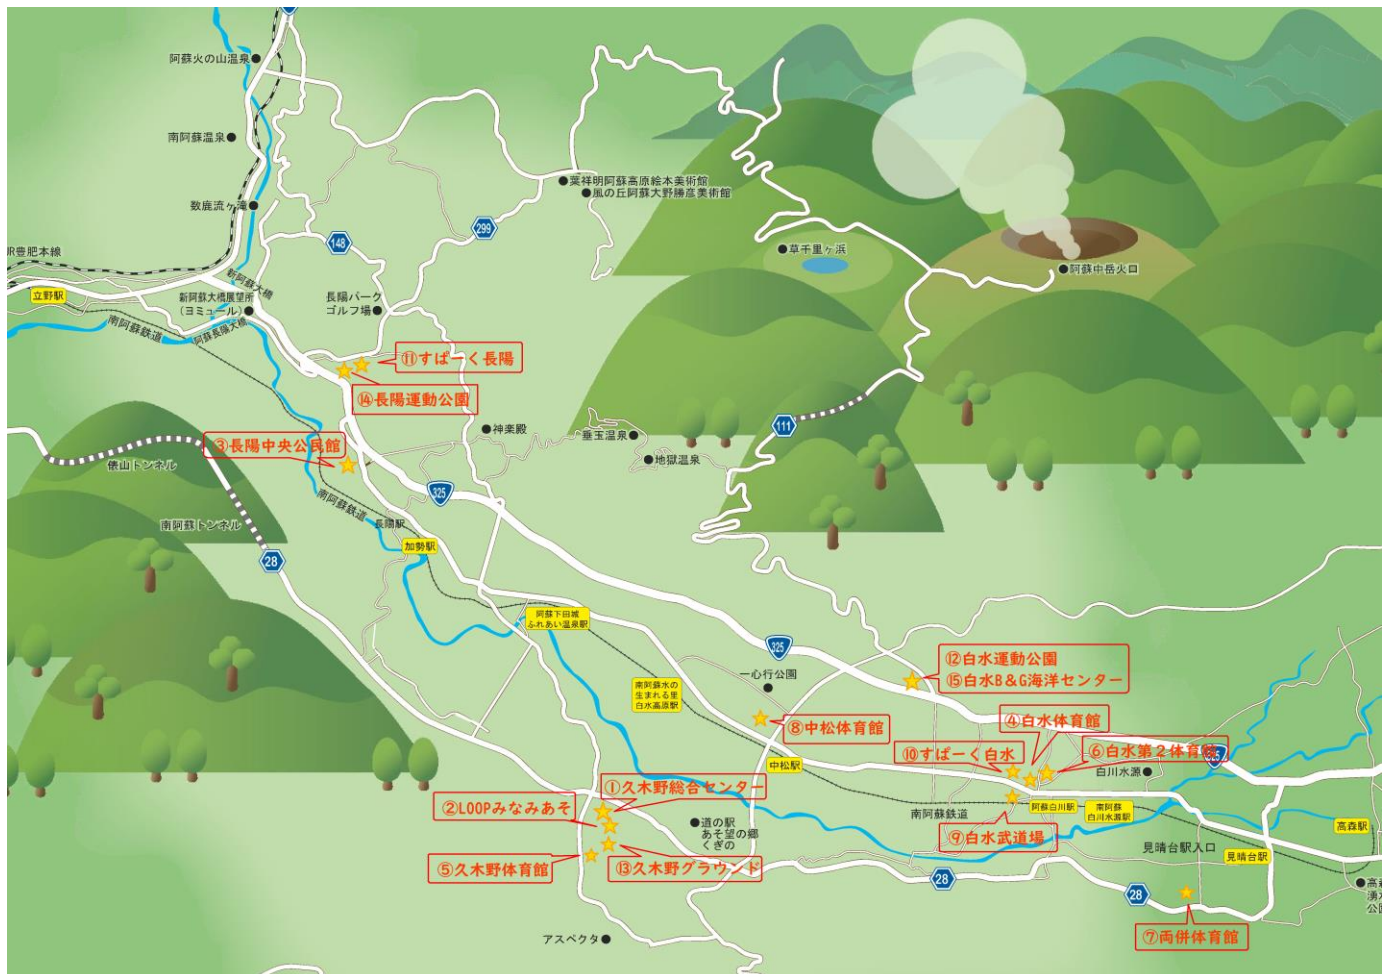 阿蘇火の山温泉
南阿蘇温泉
数鹿流ヶ滝
葉祥明阿蘇高原絵本美術館
風の丘阿蘇大野勝彦美術館
299
148
草千里ヶ浜
阿蘇中岳火口
JR豊肥本線
立野駅
新阿蘇大橋
新阿蘇大橋展望所
(ヨミュール)
阿蘇長陽大橋
南阿蘇鉄道
長陽パーク
ゴルフ場
⑪すぱーく長陽
⑭長陽運動公園
③長陽中央公民館
神楽殿
垂玉温泉
地獄温泉
111
俵山トンネル
南阿蘇トンネル
28
325
南阿蘇鉄道
長陽駅
加勢駅
阿蘇下田城
ふれあい温泉駅
325
一心行公園
南阿蘇水の
生まれる里
白水高原駅
⑫白水運動公園
⑮白水B&G海洋センター
⑧中松体育館
中松駅
④白水体育館
⑩すぱーく白水
⑥白水第2体育館
325
白川水源
①久木野総合センター
②LOOPみなみあそ
道の駅
あそ望の郷
くぎの
⑤久木野体育館
⑬久木野グラウンド
南阿蘇鉄道
阿蘇白川駅
南阿蘇
白川水源駅
⑨白水武道場
高森駅
見晴台駅入口
見晴台駅
28
28
⑦両併体育館
アスペクタ
高森
湧水
公園